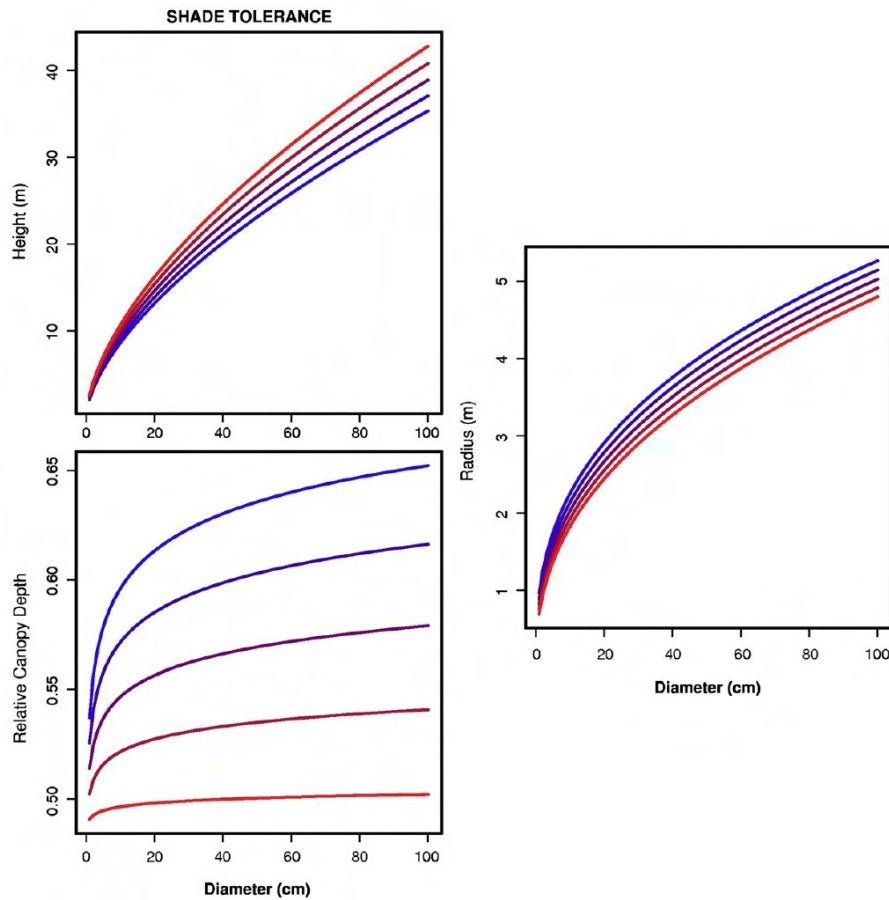 SHADE TOLERANCE
Height (m)
40
30
20
10
0 20 40 60 80 100
Relative Canopy Depth
0.65
0.60
0.55
0.50
0 20 40 60 80 100
Diameter (cm)
Radius (m)
5
4
3
2
1
0 20 40 60 80 100
Diameter (cm)